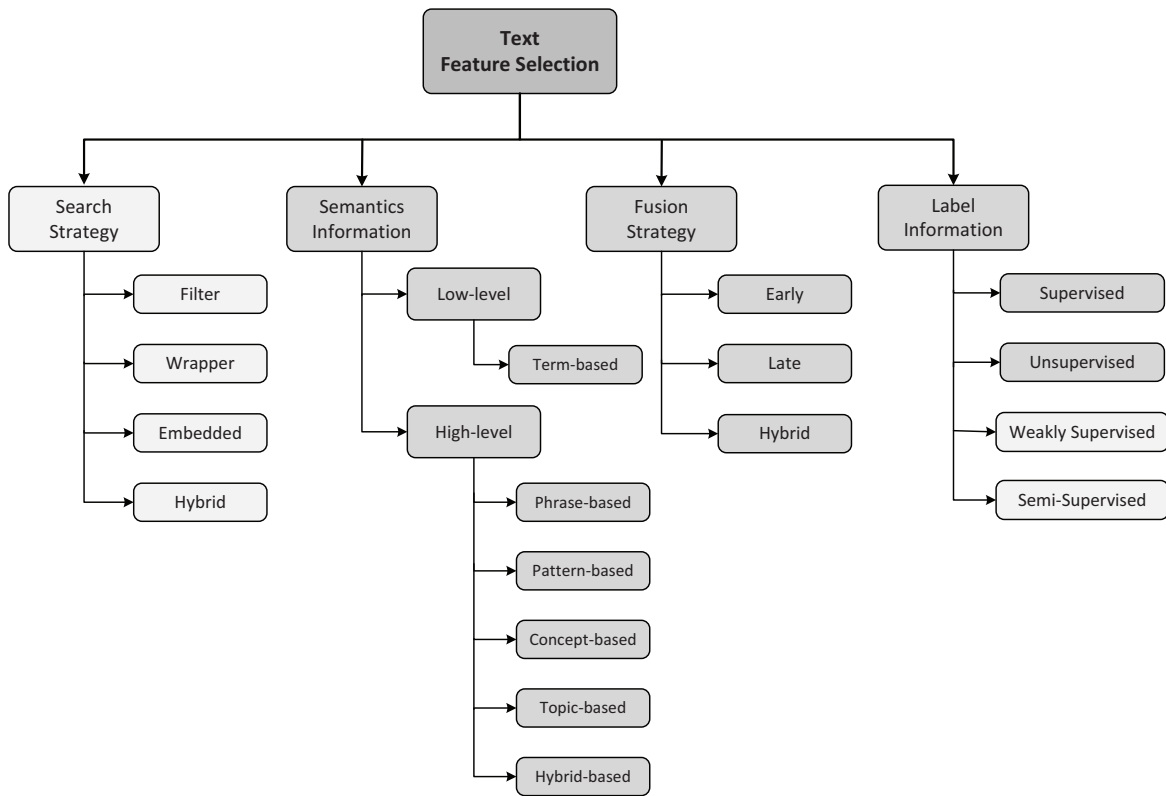 Text
Feature Selection
Search
Strategy
Filter
Wrapper
Embedded
Hybrid
Semantics
Information
Low-level
Term-based
High-level
Phrase-based
Pattern-based
Concept-based
Topic-based
Hybrid-based
Fusion
Strategy
Early
Late
Hybrid
Label
Information
Supervised
Unsupervised
Weakly Supervised
Semi-Supervised